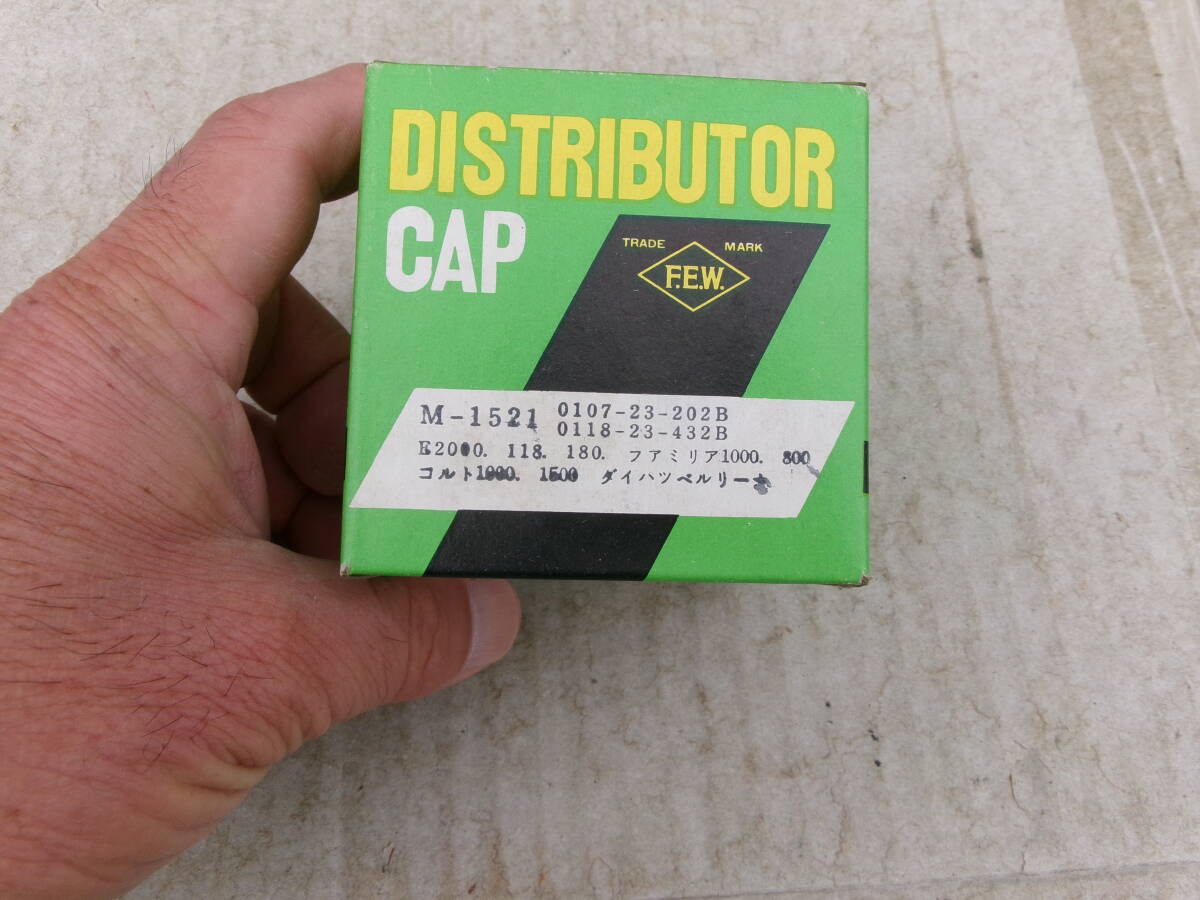 DISTRIBUTOR
CAP
TRADE MARK
F.E.W.
M-1521 0107-23-202B
0118-23-432B
E2000. 118. 180. フアミリア1000. 800
コルト1000. 1500 ダイハツベルリーナ